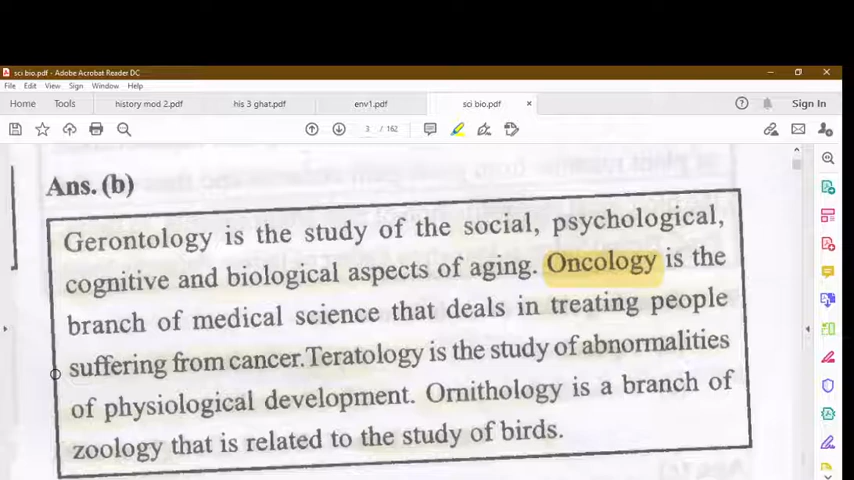 sci bio.pdf - Adobe Acrobat Reader DC
File Edit View Sign Window Help
Home Tools history mod 2.pdf his 3 ghat.pdf env1.pdf sci bio.pdf × Sign In
3 / 162
Ans. (b)
Gerontology is the study of the social, psychological,
cognitive and biological aspects of aging. Oncology is the
branch of medical science that deals in treating people
suffering from cancer. Teratology is the study of abnormalities
of physiological development. Ornithology is a branch of
zoology that is related to the study of birds.